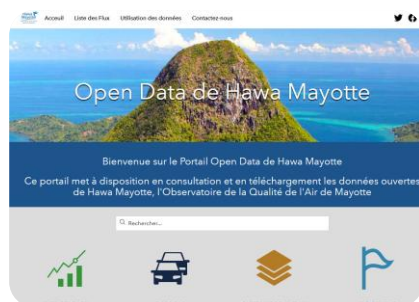 Acceuil Liste des Flux Utilisation des données Contactez-nous
Open Data de Hawa Mayotte
Bienvenue sur le Portail Open Data de Hawa Mayotte
Ce portail met à disposition en consultation et en téléchargement les données ouvertes
de Hawa Mayotte, l'Observatoire de la Qualité de l'Air de Mayotte
Rechercher...